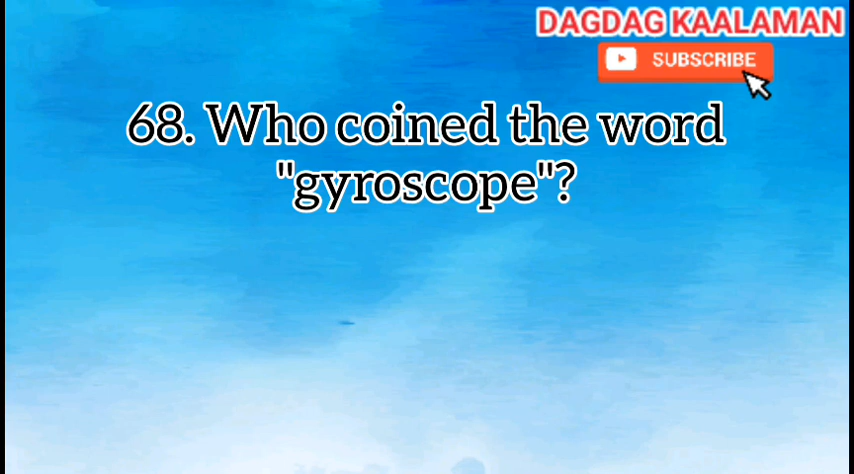 DAGDAG KAALAMAN
SUBSCRIBE
68. Who coined the word
"gyroscope"?